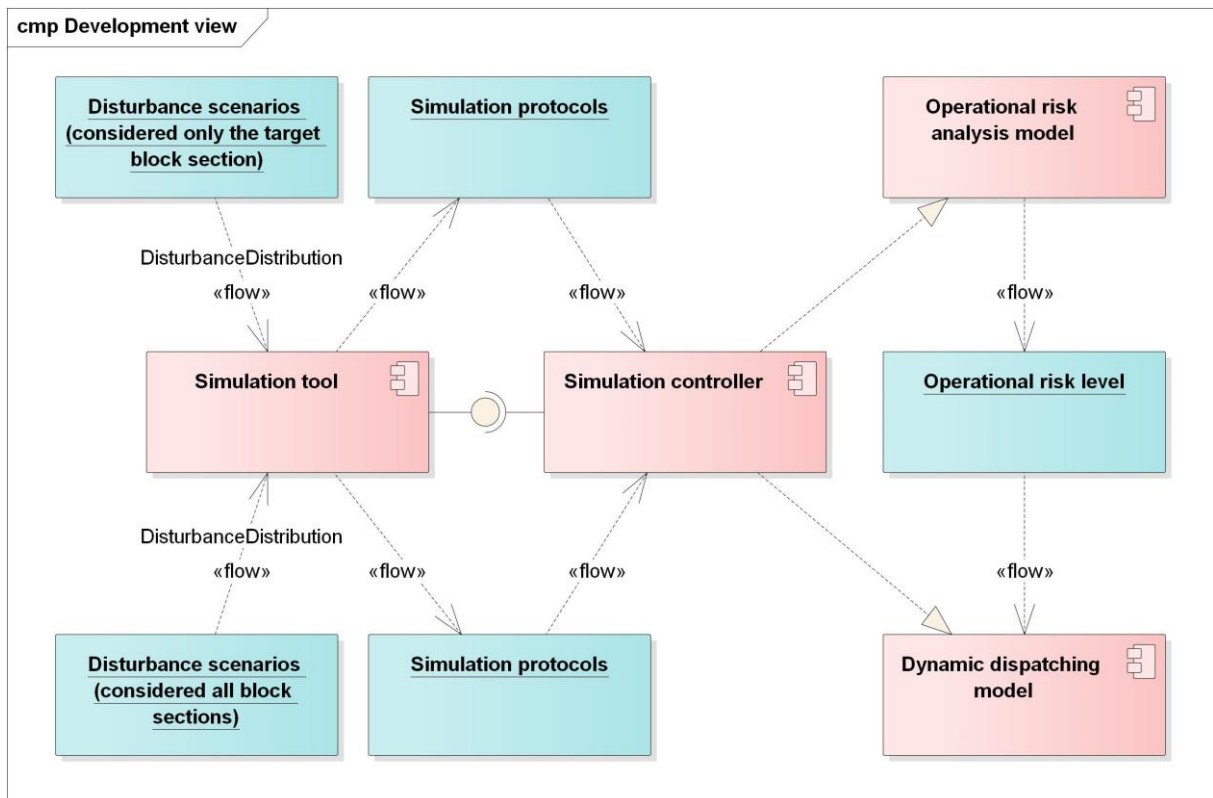 cmp Development view
Disturbance scenarios
(considered only the target
block section)
Simulation protocols
Operational risk
analysis model
DisturbanceDistribution
«flow»
«flow»
«flow»
«flow»
Simulation tool
Simulation controller
Operational risk level
DisturbanceDistribution
«flow»
«flow»
«flow»
«flow»
Disturbance scenarios
(considered all block
sections)
Simulation protocols
Dynamic dispatching
model